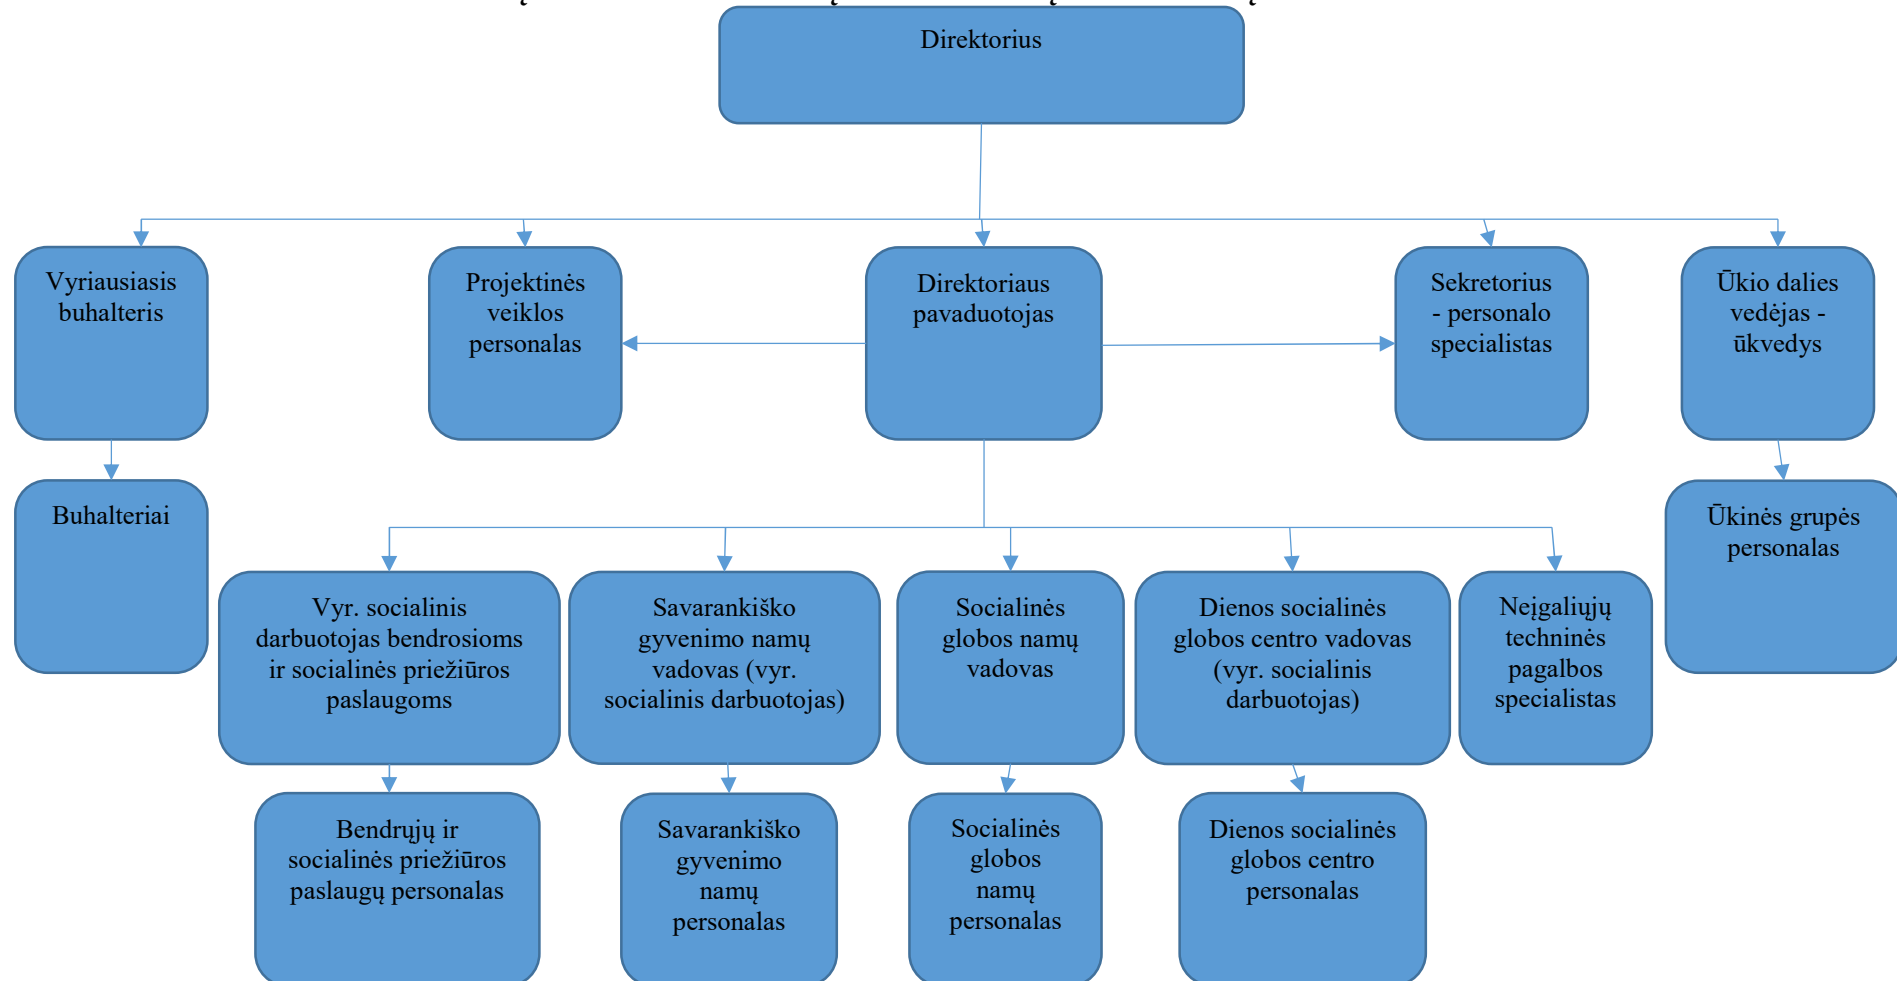 Direktorius
Vyriausiasis
buhalteris
Projektinės
veiklos
personalas
Direktoriaus
pavaduotojas
Sekretorius
- personalo
specialistas
Ūkio dalies
vedėjas -
ūkvedys
Buhalteriai
Ūkinės grupės
personalas
Vyr. socialinis
darbuotojas bendrosioms
ir socialinės priežiūros
paslaugoms
Savarankiško
gyvenimo namų
vadovas (vyr.
socialinis darbuotojas)
Socialinės
globos namų
vadovas
Dienos socialinės
globos centro vadovas
(vyr. socialinis
darbuotojas)
Neįgaliųjų
techninės
pagalbos
specialistas
Bendrųjų ir
socialinės priežiūros
paslaugų personalas
Savarankiško
gyvenimo
namų
personalas
Socialinės
globos
namų
personalas
Dienos socialinės
globos centro
personalas